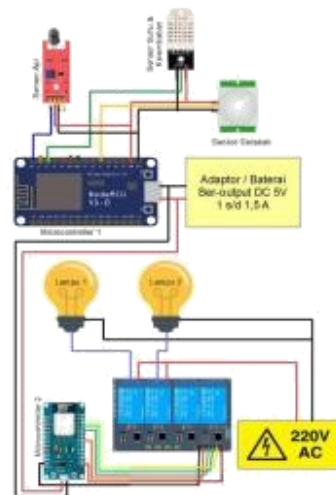 Sensor Api
Sensor Suhu &
Kelembaban
Sensor Gerakan
NodeMCU
V3.0
Microcontroller 1
Adaptor / Baterai
Ber-output DC 5V
1 s/d 1,5 A
Lampu 1
Lampu 2
Microcontroller 2
220V
AC